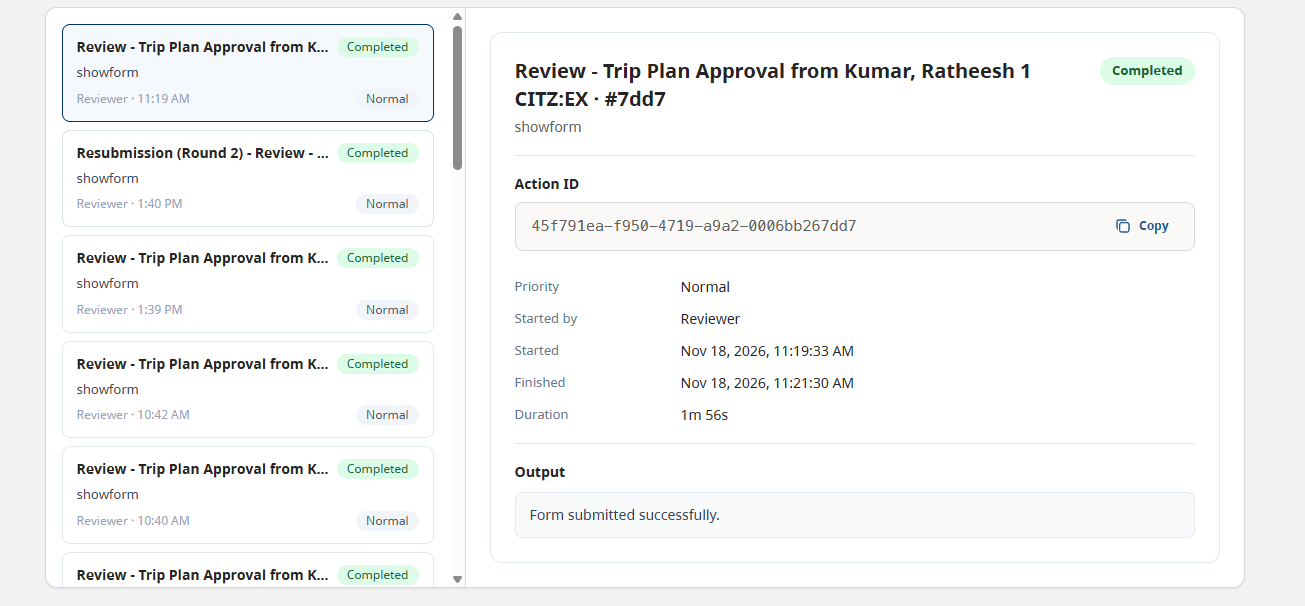 Review - Trip Plan Approval from K... Completed
showform
Reviewer · 11:19 AM Normal
Resubmission (Round 2) - Review - ... Completed
showform
Reviewer · 1:40 PM Normal
Review - Trip Plan Approval from K... Completed
showform
Reviewer · 1:39 PM Normal
Review - Trip Plan Approval from K... Completed
showform
Reviewer · 10:42 AM Normal
Review - Trip Plan Approval from K... Completed
showform
Reviewer · 10:40 AM Normal
Review - Trip Plan Approval from K... Completed
Review - Trip Plan Approval from Kumar, Ratheesh 1
CITZ:EX · #7dd7
Completed
showform
Action ID
45f791ea-f950-4719-a9a2-0006bb267dd7 Copy
Priority Normal
Started by Reviewer
Started Nov 18, 2026, 11:19:33 AM
Finished Nov 18, 2026, 11:21:30 AM
Duration 1m 56s
Output
Form submitted successfully.